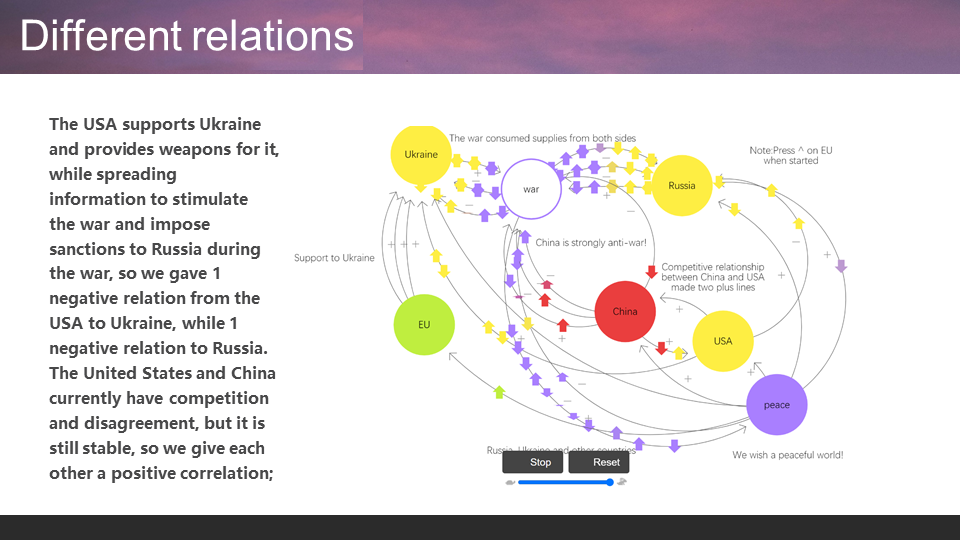 Different relations
The USA supports Ukraine
and provides weapons for it,
while spreading
information to stimulate
the war and impose
sanctions to Russia during
the war, so we gave 1
negative relation from the
USA to Ukraine, while 1
negative relation to Russia.
The United States and China
currently have competition
and disagreement, but it is
still stable, so we give each
other a positive correlation;
The war consumed supplies from both sides
Note:Press ^ on EU
when started
Ukraine
war
Russia
China is strongly anti-war!
Support to Ukraine
Competitive relationship
between China and USA
made two plus lines
China
EU
USA
peace
Russia, Ukraine and other countries
We wish a peaceful world!
Stop
Reset